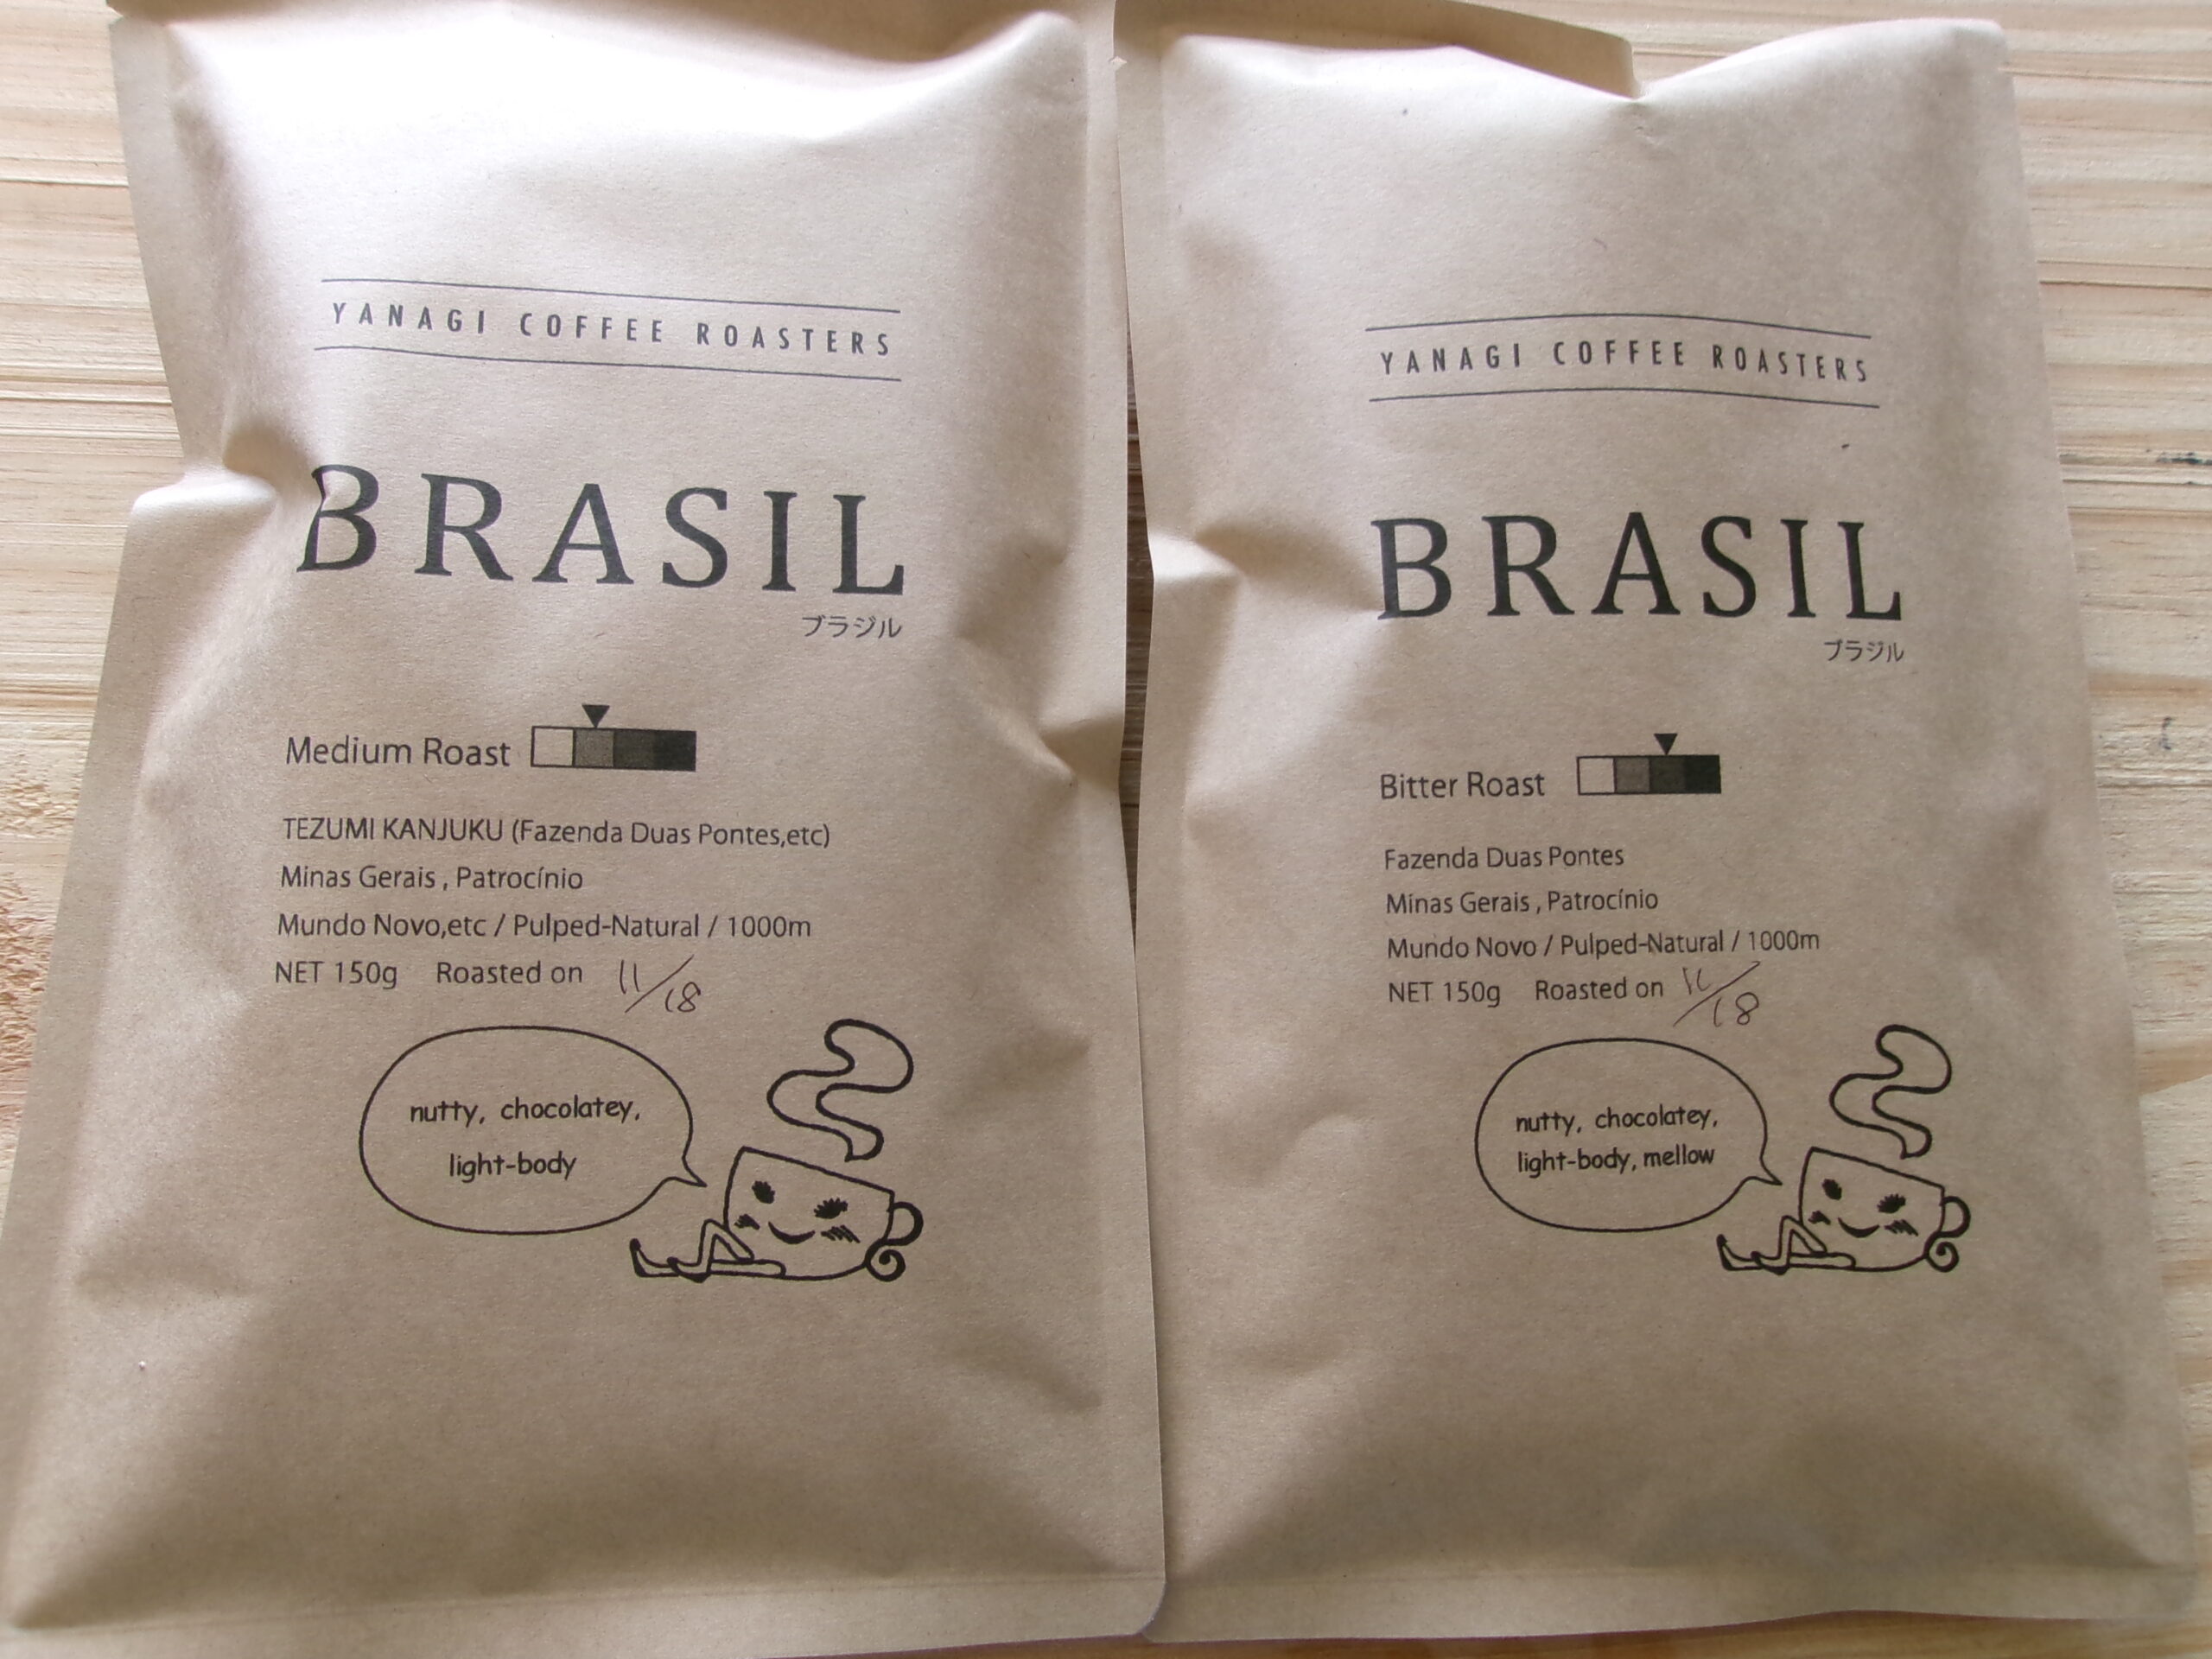 YANAGI COFFEE ROASTERS
BRASIL
ブラジル
Medium Roast
TEZUMI KANJUKU (Fazenda Duas Pontes,etc)
Minas Gerais , Patrocínio
Mundo Novo,etc / Pulped-Natural / 1000m
NET 150g Roasted on 11/18
nutty, chocolatey,
light-body
YANAGI COFFEE ROASTERS
BRASIL
ブラジル
Bitter Roast
Fazenda Duas Pontes
Minas Gerais , Patrocínio
Mundo Novo / Pulped-Natural / 1000m
NET 150g Roasted on 11/18
nutty, chocolatey,
light-body, mellow